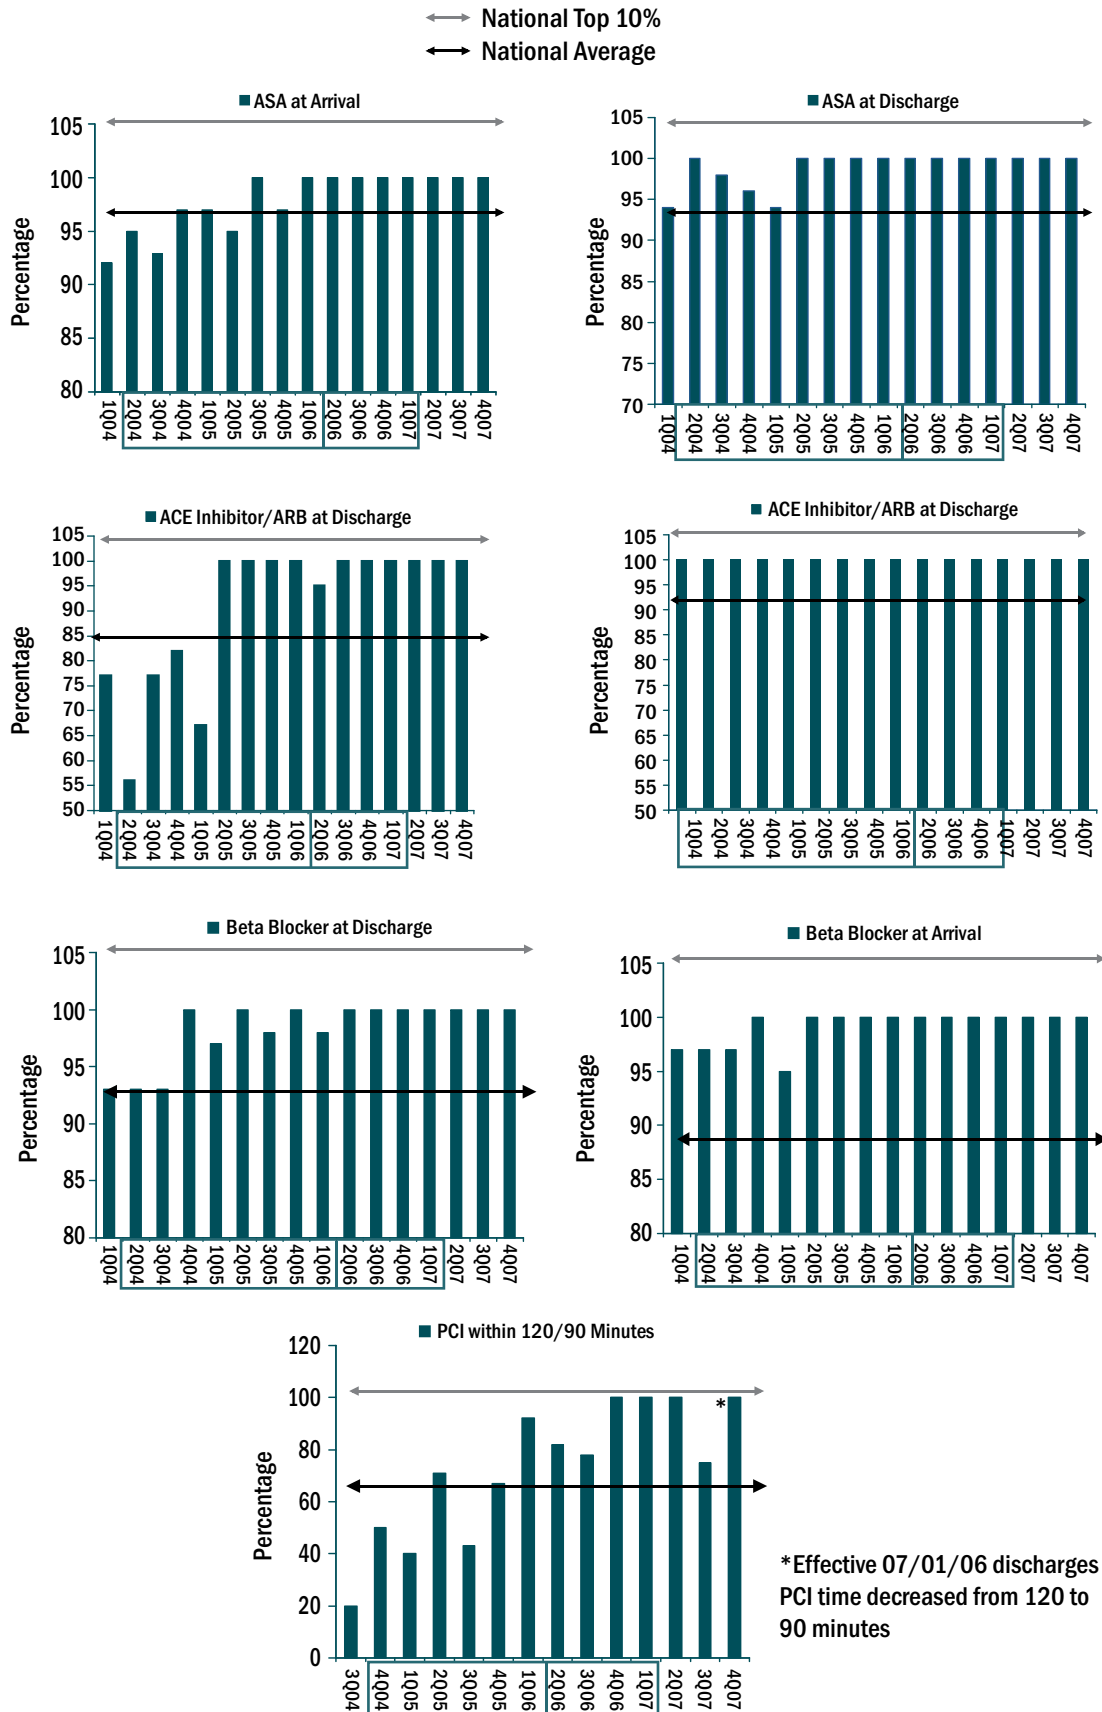 National Top 10%
National Average
ASA at Arrival
105
100
95
90
85
80
Percentage
1Q04 2Q04 3Q04 4Q04 1Q05 2Q05 3Q05 4Q05 1Q06 2Q06 3Q06 4Q06 1Q07 2Q07 3Q07 4Q07
ASA at Discharge
105
100
95
90
85
80
75
70
Percentage
1Q04 2Q04 3Q04 4Q04 1Q05 2Q05 3Q05 4Q05 1Q06 2Q06 3Q06 4Q06 1Q07 2Q07 3Q07 4Q07
ACE Inhibitor/ARB at Discharge
105
100
95
90
85
80
75
70
65
60
55
50
Percentage
1Q04 2Q04 3Q04 4Q04 1Q05 2Q05 3Q05 4Q05 1Q06 2Q06 3Q06 4Q06 1Q07 2Q07 3Q07 4Q07
ACE Inhibitor/ARB at Discharge
105
100
95
90
85
80
75
70
65
60
55
50
Percentage
1Q04 2Q04 3Q04 4Q04 1Q05 2Q05 3Q05 4Q05 1Q06 2Q06 3Q06 4Q06 1Q07 2Q07 3Q07 4Q07
Beta Blocker at Discharge
105
100
95
90
85
80
Percentage
1Q04 2Q04 3Q04 4Q04 1Q05 2Q05 3Q05 4Q05 1Q06 2Q06 3Q06 4Q06 1Q07 2Q07 3Q07 4Q07
Beta Blocker at Arrival
105
100
95
90
85
80
Percentage
1Q04 2Q04 3Q04 4Q04 1Q05 2Q05 3Q05 4Q05 1Q06 2Q06 3Q06 4Q06 1Q07 2Q07 3Q07 4Q07
PCI within 120/90 Minutes
120
100
80
60
40
20
0
Percentage
*
3Q04 4Q04 1Q05 2Q05 3Q05 4Q05 1Q06 2Q06 3Q06 4Q06 1Q07 2Q07 3Q07 4Q07
*Effective 07/01/06 discharges
PCI time decreased from 120 to
90 minutes